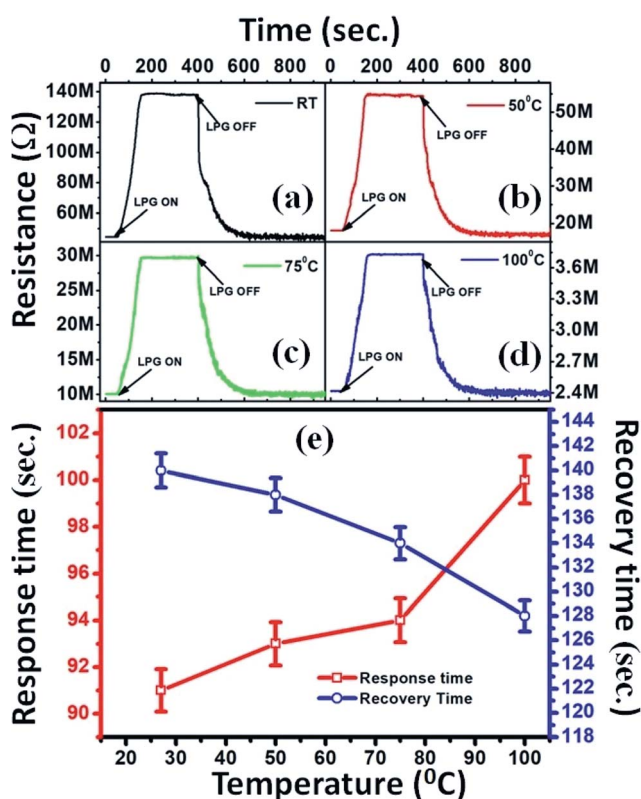 Time (sec.)
0 200 400 600 800 0 200 400 600 800
Resistance (Ω)
140M
120M
100M
80M
60M
RT
LPG OFF
LPG ON
(a)
50⁰C
LPG OFF
LPG ON
(b)
50M
40M
30M
20M
30M
25M
20M
15M
10M
75⁰C
LPG OFF
LPG ON
(c)
100⁰C
LPG OFF
LPG ON
(d)
3.6M
3.3M
3.0M
2.7M
2.4M
(e)
Response time (sec.)
102
100
98
96
94
92
90
Recovery time (sec.)
144
142
140
138
136
134
132
130
128
126
124
122
120
118
Response time
Recovery Time
20 30 40 50 60 70 80 90 100
Temperature (⁰C)